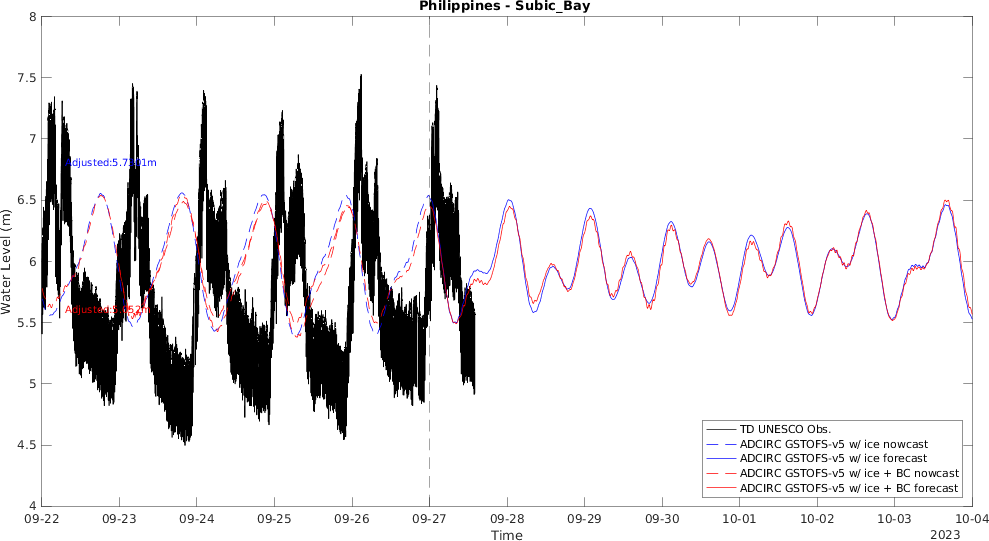 Philippines - Subic_Bay
8
7.5
7
6.5
6
5.5
5
4.5
4
Water Level (m)
09-22
09-23
09-24
09-25
09-26
09-27
09-28
09-29
09-30
10-01
10-02
10-03
10-04
2023
Time
TD UNESCO Obs.
ADCIRC GSTOFS-v5 w/ ice nowcast
ADCIRC GSTOFS-v5 w/ ice forecast
ADCIRC GSTOFS-v5 w/ ice + BC nowcast
ADCIRC GSTOFS-v5 w/ ice + BC forecast